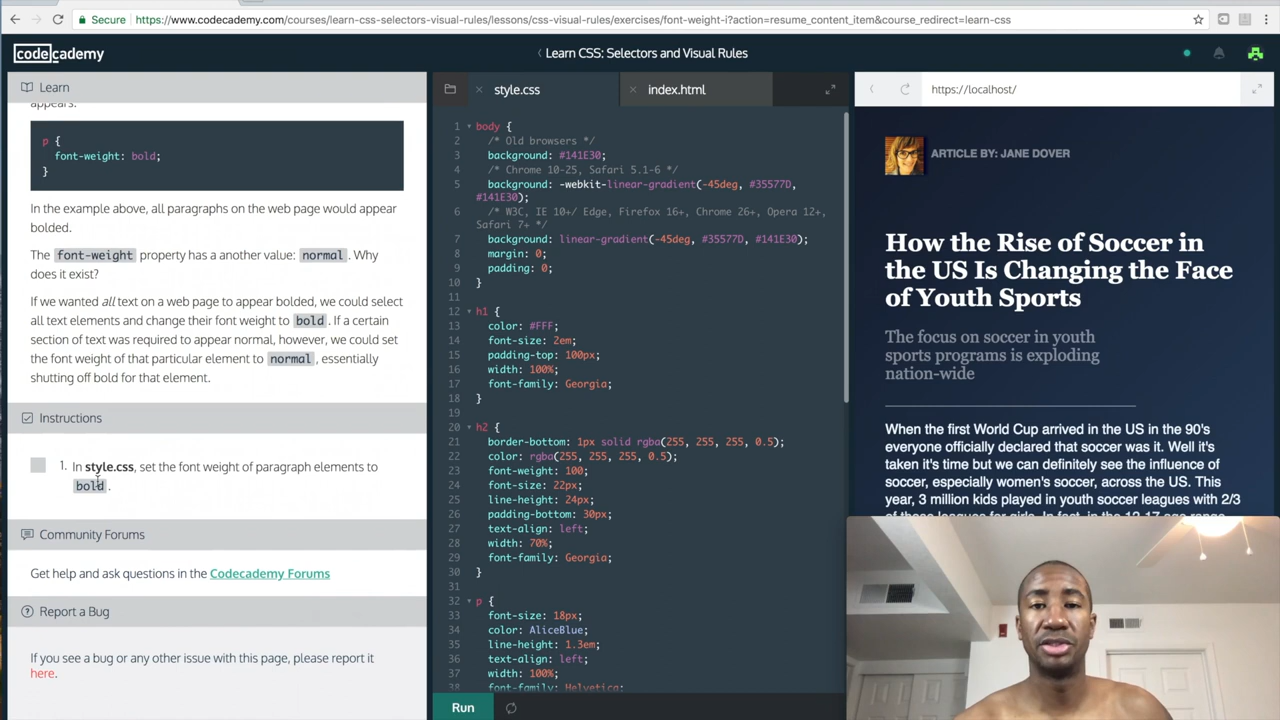 Secure
https://www.codecademy.com/courses/learn-css-selectors-visual-rules/lessons/css-visual-rules/exercises/font-weight-i?action=resume_content_item&course_redirect=learn-css
codecademy
Learn CSS: Selectors and Visual Rules
Learn
appears.
p {
font-weight: bold;
}
In the example above, all paragraphs on the web page would appear
bolded.
The font-weight property has a another value: normal. Why
does it exist?
If we wanted all text on a web page to appear bolded, we could select
all text elements and change their font weight to bold. If a certain
section of text was required to appear normal, however, we could set
the font weight of that particular element to normal, essentially
shutting off bold for that element.
Instructions
1. In style.css, set the font weight of paragraph elements to
bold.
Community Forums
Get help and ask questions in the Codecademy Forums
Report a Bug
If you see a bug or any other issue with this page, please report it
here.
style.css
index.html
1 body {
2 /* Old browsers */
3 background: #141E30;
4 /* Chrome 10-25, Safari 5.1-6 */
5 background: -webkit-linear-gradient(-45deg, #35577D,
#141E30);
6 /* W3C, IE 10+/ Edge, Firefox 16+, Chrome 26+, Opera 12+,
Safari 7+ */
7 background: linear-gradient(-45deg, #35577D, #141E30);
8 margin: 0;
9 padding: 0;
10 }
11
12 h1 {
13 color: #FFF;
14 font-size: 2em;
15 padding-top: 100px;
16 width: 100%;
17 font-family: Georgia;
18 }
19
20 h2 {
21 border-bottom: 1px solid rgba(255, 255, 255, 0.5);
22 color: rgba(255, 255, 255, 0.5);
23 font-weight: 100;
24 font-size: 22px;
25 line-height: 24px;
26 padding-bottom: 30px;
27 text-align: left;
28 width: 70%;
29 font-family: Georgia;
30 }
31
32 p {
33 font-size: 18px;
34 color: AliceBlue;
35 line-height: 1.3em;
36 text-align: left;
37 width: 100%;
38 font-family: Helvetica;
Run
https://localhost/
ARTICLE BY: JANE DOVER
How the Rise of Soccer in
the US Is Changing the Face
of Youth Sports
The focus on soccer in youth
sports programs is exploding
nation-wide
When the first World Cup arrived in the US in the 90's
everyone officially declared that soccer was it. Well it's
taken it's time but we can definitely see the influence of
soccer, especially women's soccer, across the US. This
year, 3 million kids played in youth soccer leagues with 2/3
of those leagues for girls. In fact, in the 12-17 age range